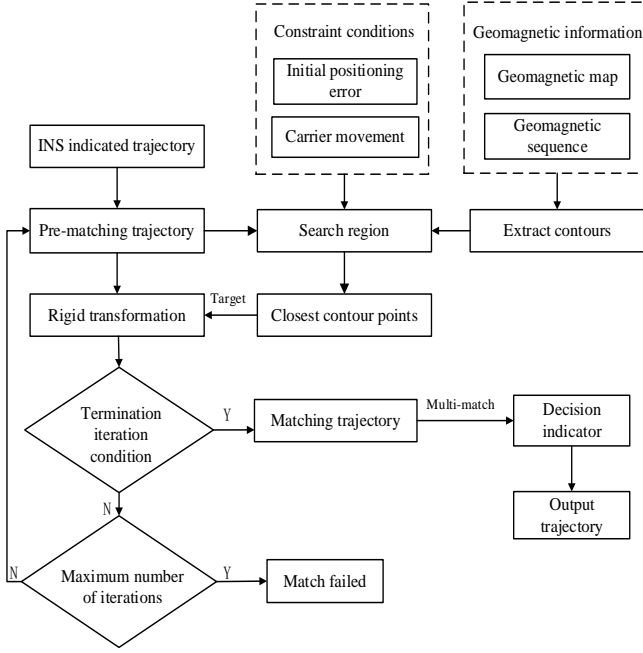 Constraint conditions
Initial positioning
error
Carrier movement
Geomagnetic information
Geomagnetic map
Geomagnetic
sequence
INS indicated trajectory
Pre-matching trajectory
Search region
Extract contours
Rigid transformation
Target
Closest contour points
Termination
iteration
condition
Y
Matching trajectory
Multi-match
Decision
indicator
Output
trajectory
N
Maximum number
of iterations
N
Y
Match failed